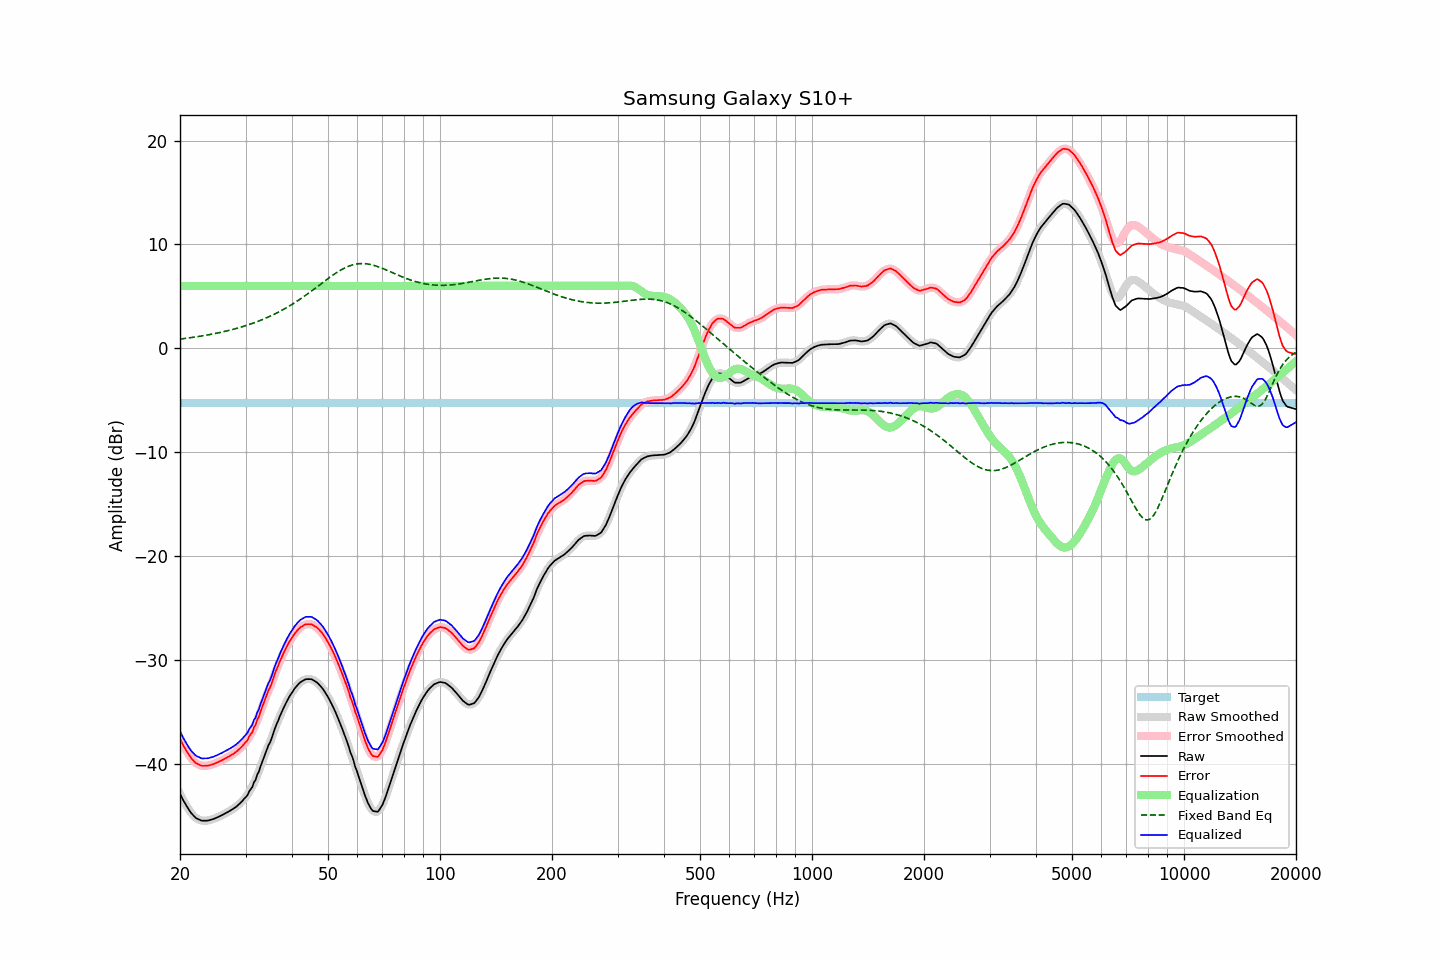 Samsung Galaxy S10+
20
10
0
−10
−20
−30
−40
Amplitude (dBr)
20
50
100
200
500
1000
2000
5000
10000
20000
Frequency (Hz)
Target
Raw Smoothed
Error Smoothed
Raw
Error
Equalization
Fixed Band Eq
Equalized